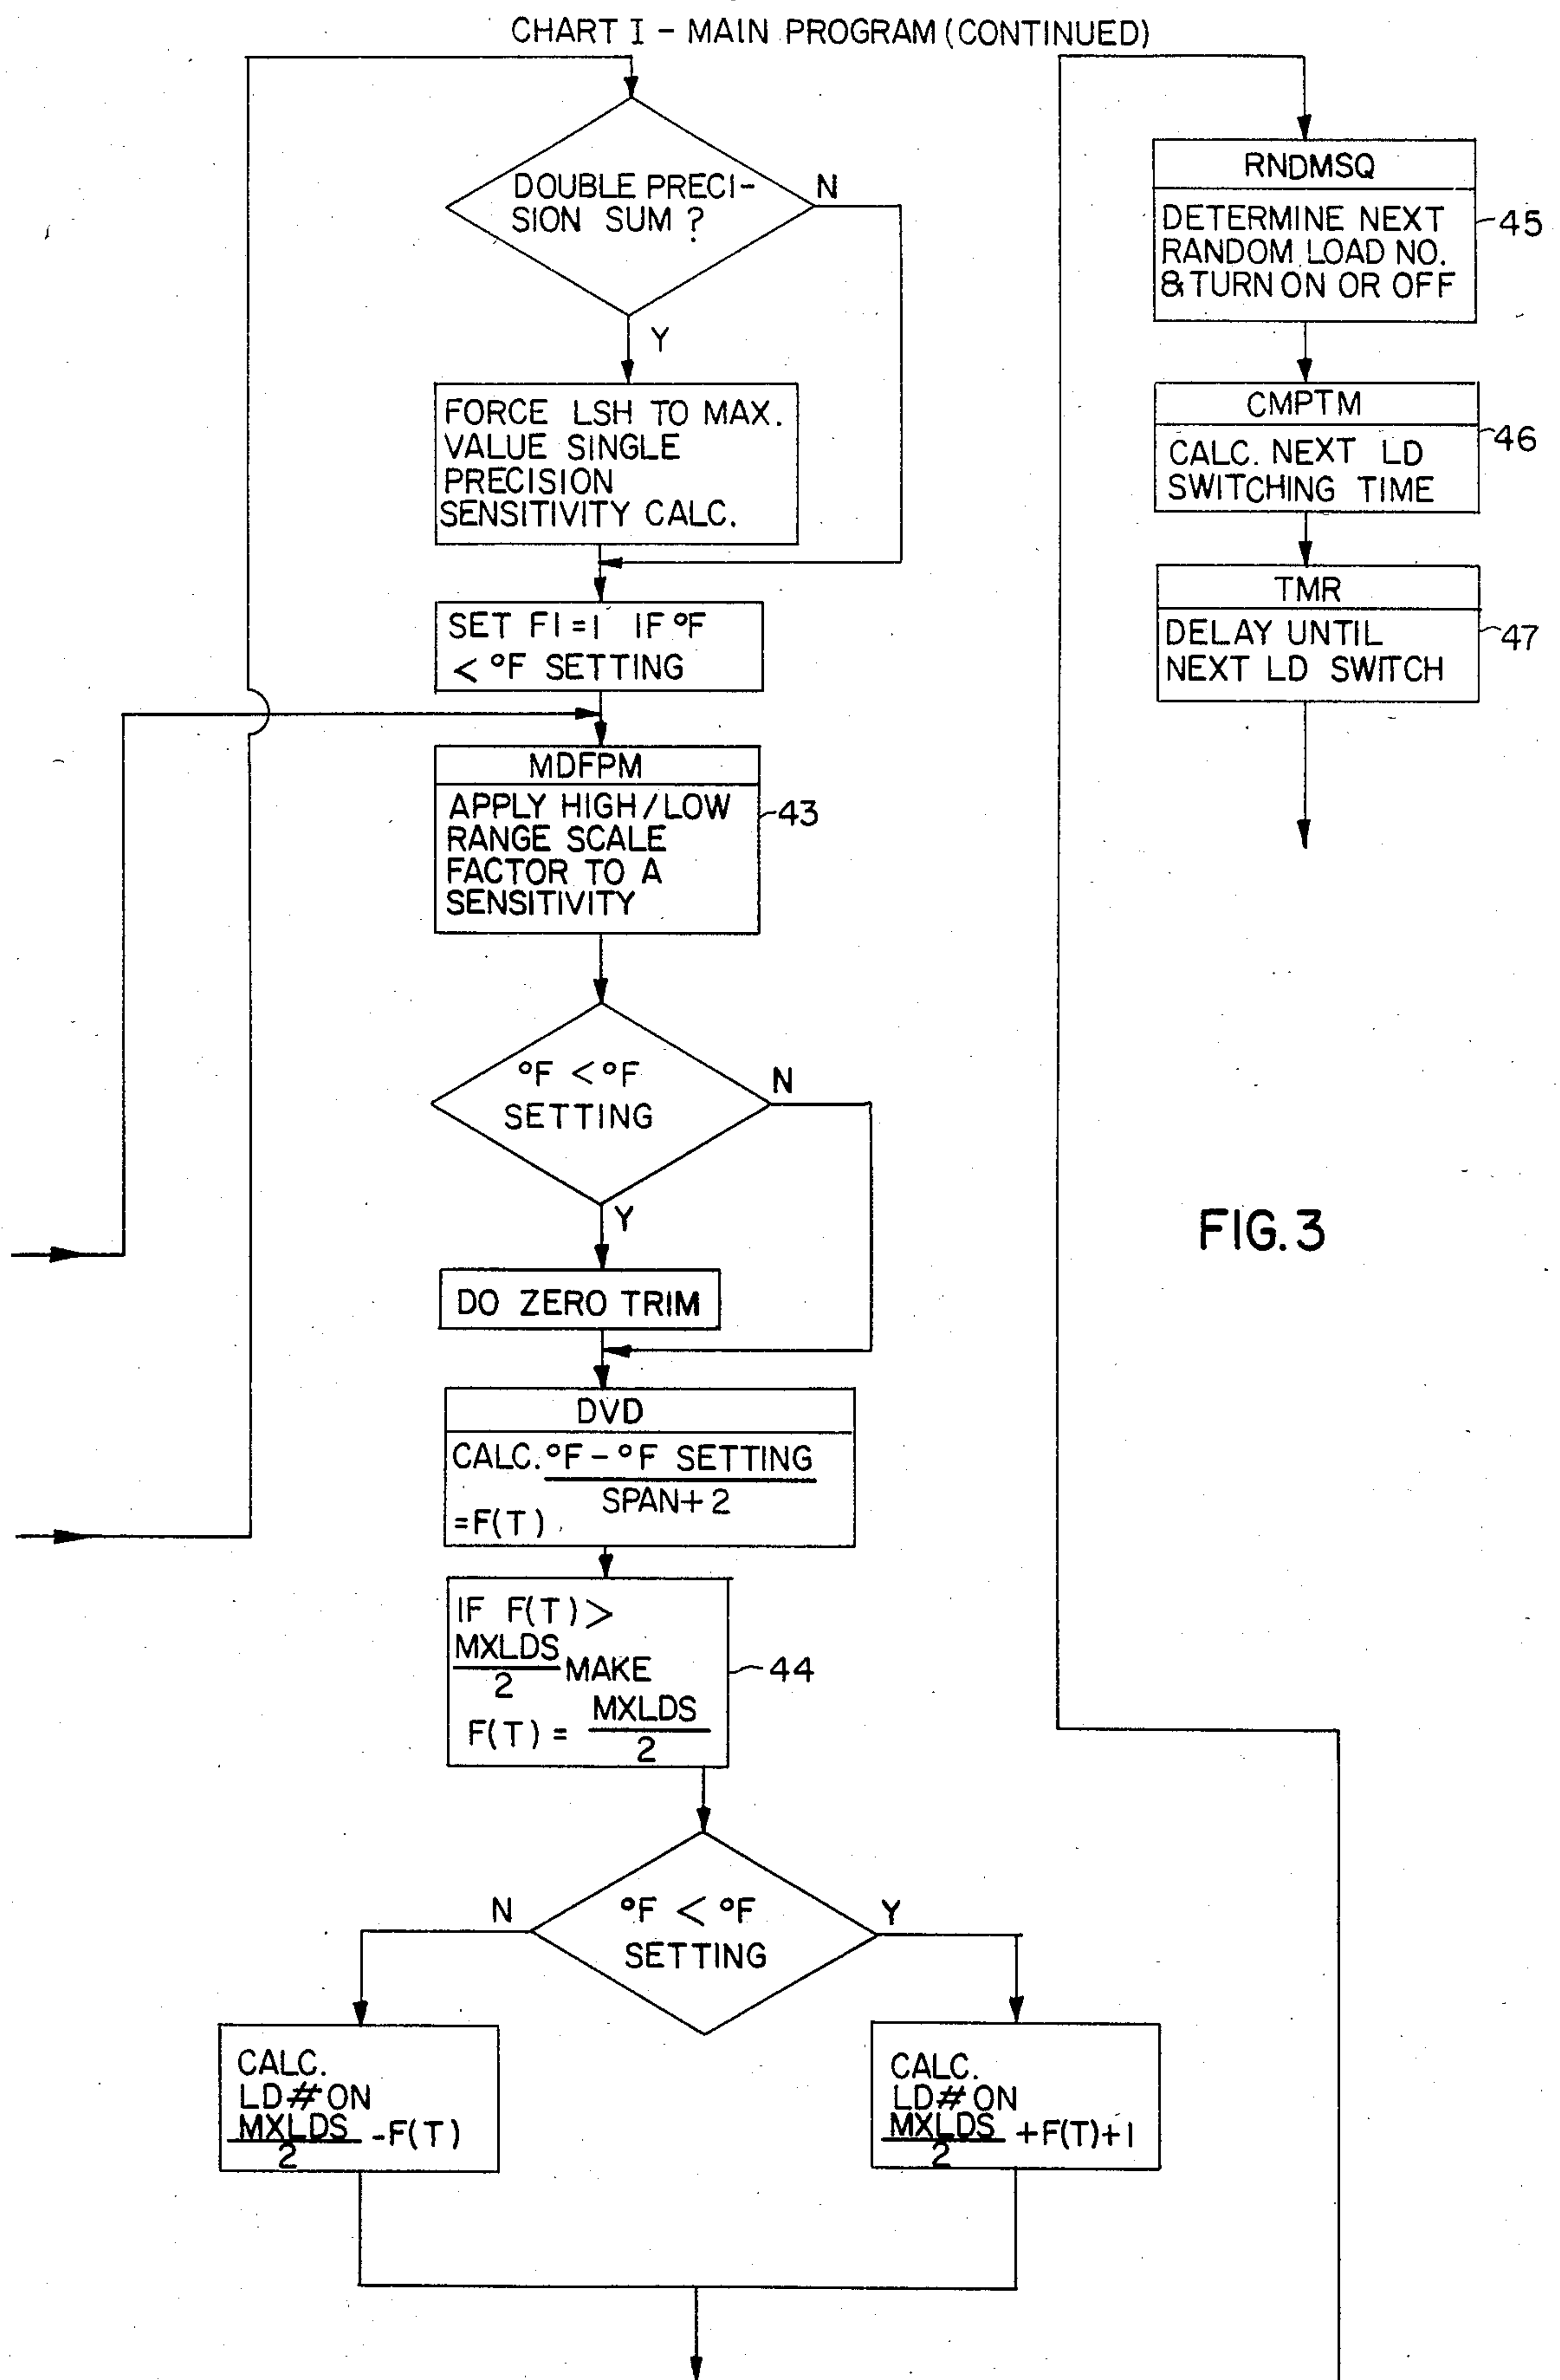 CHART I - MAIN PROGRAM (CONTINUED)
DOUBLE PRECI-
SION SUM ?
N
Y
FORCE LSH TO MAX.
VALUE SINGLE
PRECISION
SENSITIVITY CALC.
SET F1=1 IF °F
< °F SETTING
MDFPM
APPLY HIGH/LOW
RANGE SCALE
FACTOR TO A
SENSITIVITY
43
°F < °F
SETTING
N
Y
DO ZERO TRIM
DVD
CALC. °F - °F SETTING
SPAN+2
=F(T)
IF F(T)>
MXLDS
2 MAKE
F(T) = MXLDS
2
44
°F < °F
SETTING
N
Y
CALC.
LD# ON
MXLDS
2 -F(T)
CALC.
LD# ON
MXLDS
2 +F(T)+1
RNDMSQ
DETERMINE NEXT
RANDOM LOAD NO.
& TURN ON OR OFF
45
CMPTM
CALC. NEXT LD
SWITCHING TIME
46
TMR
DELAY UNTIL
NEXT LD SWITCH
47
FIG. 3